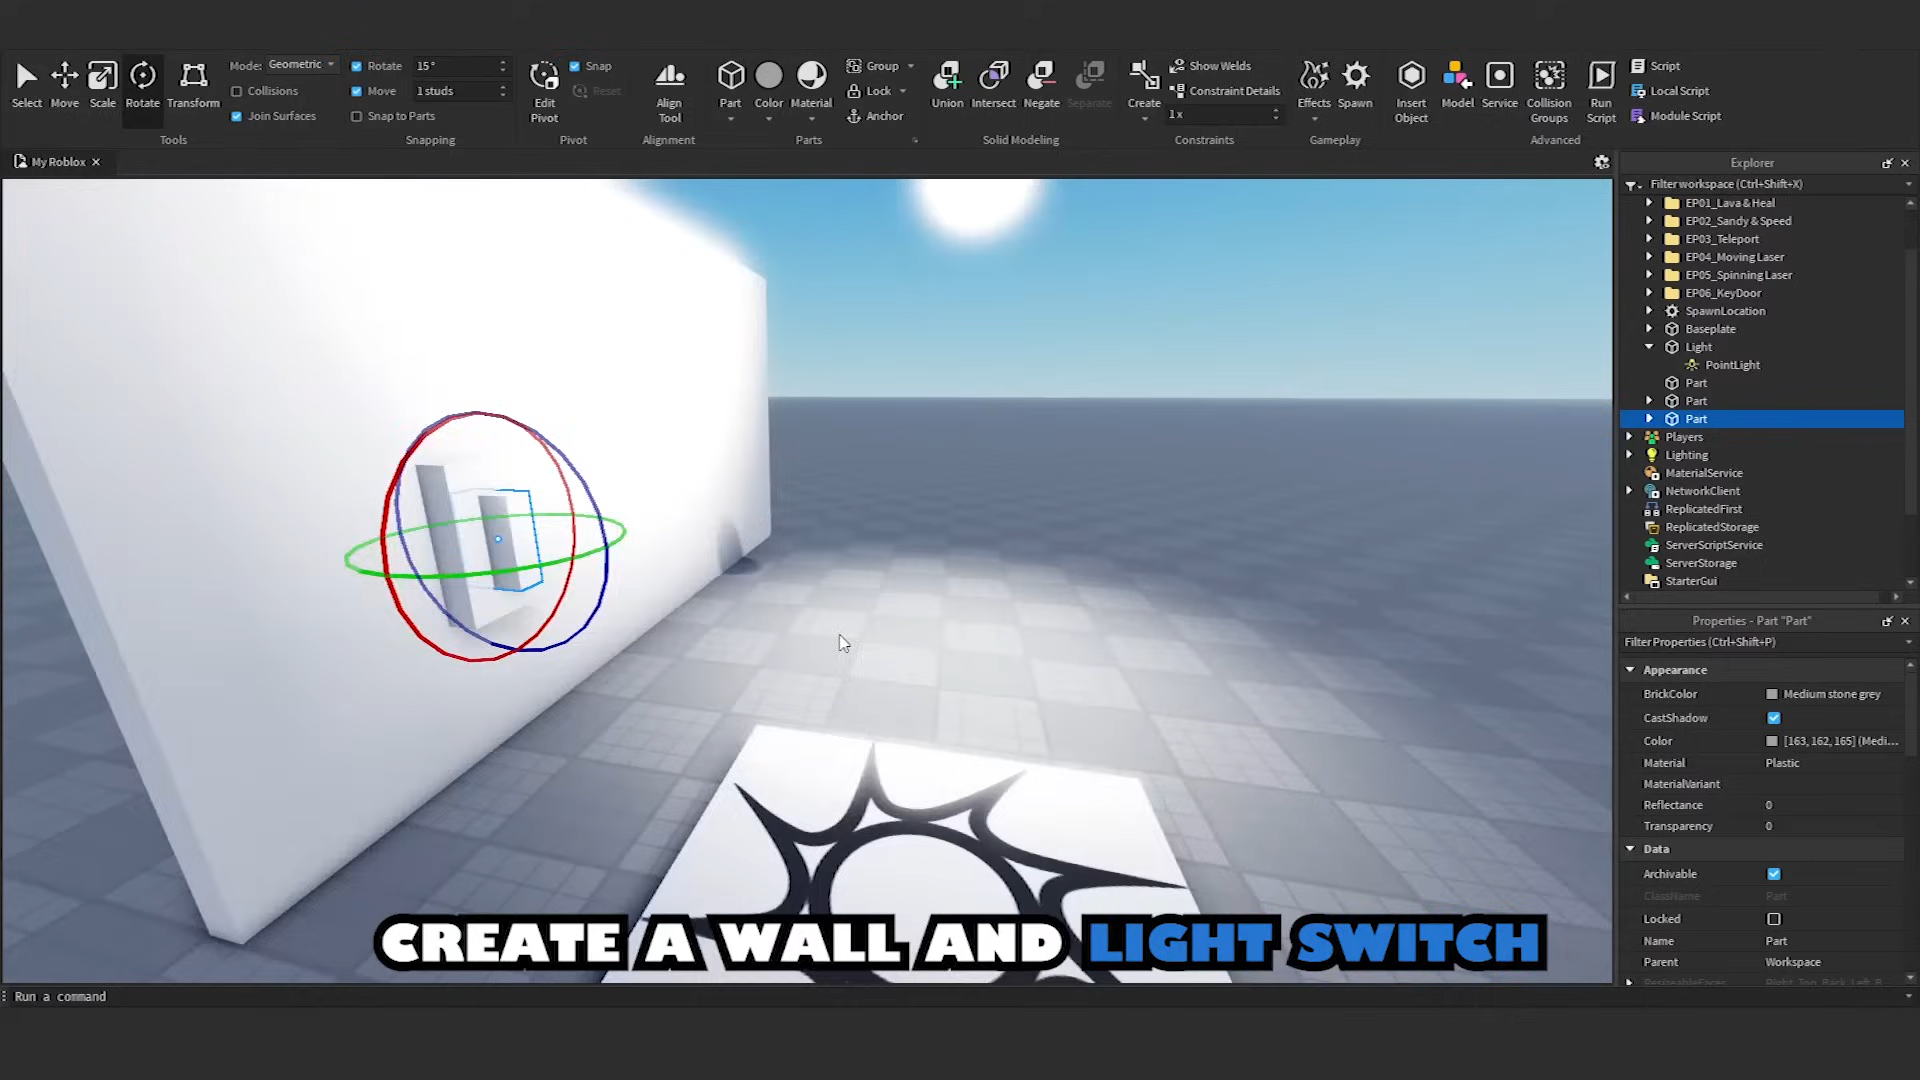 Mode: Geometric
Rotate 15°
Snap
Group
Show Welds
Script
Collisions
Move 1 studs
Reset
Lock
Constraint Details
Local Script
Select Move Scale Rotate Transform
Edit Pivot
Align Tool
Part Color Material
Union Intersect Negate Separate
Create
Effects Spawn
Insert Object
Model Service
Collision Groups
Run Script
Join Surfaces
Snap to Parts
Anchor
1 x
Module Script
Tools Snapping Pivot Alignment Parts Solid Modeling Constraints Gameplay Advanced
My Roblox
Explorer
Filter workspace (Ctrl+Shift+X)
EP01_Lava & Heal
EP02_Sandy & Speed
EP03_Teleport
EP04_Moving Laser
EP05_Spinning Laser
EP06_KeyDoor
SpawnLocation
Baseplate
Light
PointLight
Part
Part
Part
Players
Lighting
MaterialService
NetworkClient
ReplicatedFirst
ReplicatedStorage
ServerScriptService
ServerStorage
StarterGui
Properties - Part "Part"
Filter Properties (Ctrl+Shift+P)
Appearance
BrickColor Medium stone grey
CastShadow
Color [163, 162, 165] (Medi...
Material Plastic
MaterialVariant
Reflectance 0
Transparency 0
Data
Archivable
ClassName Part
Locked
Name Part
Parent Workspace
CREATE A WALL AND LIGHT SWITCH
Run a command